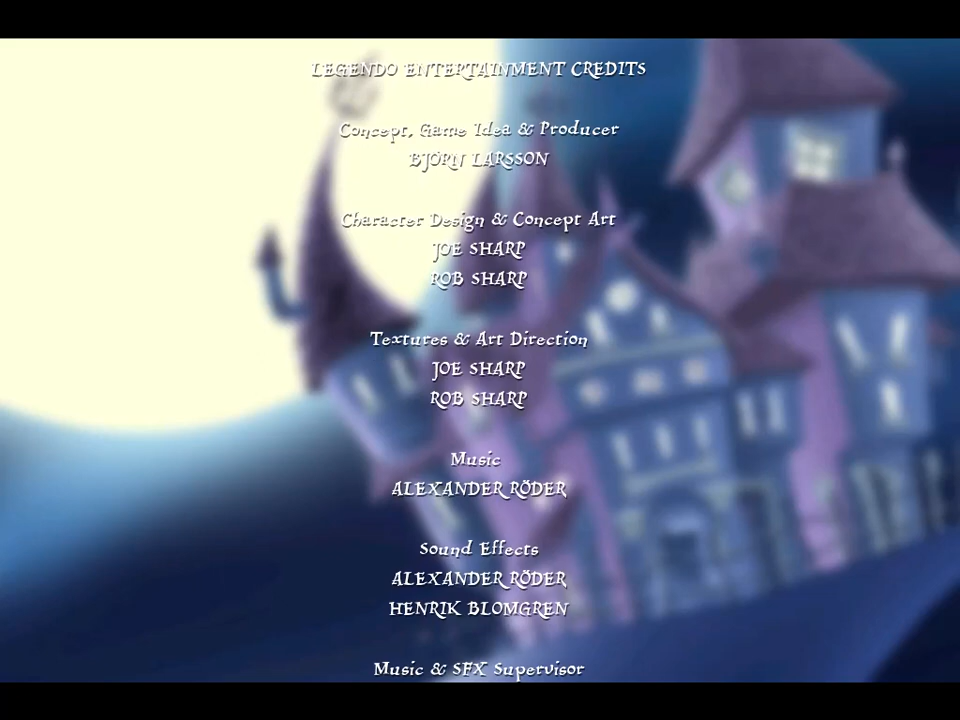 LEGENDO ENTERTAINMENT CREDITS
Concept, Game Idea & Producer
BJÖRN LARSSON
Character Design & Concept Art
JOE SHARP
ROB SHARP
Textures & Art Direction
JOE SHARP
ROB SHARP
Music
ALEXANDER RÖDER
Sound Effects
ALEXANDER RÖDER
HENRIK BLOMGREN
Music & SFX Supervisor